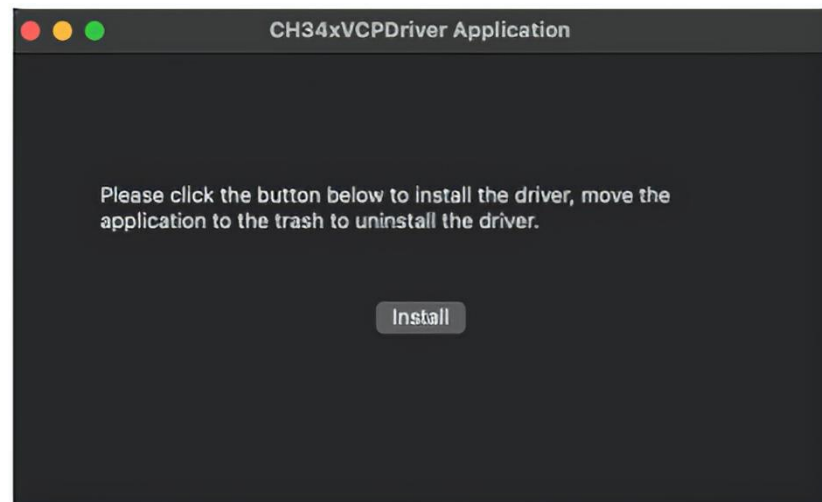 CH34xVCPDriver Application
Please click the button below to install the driver, move the
application to the trash to uninstall the driver.
Install